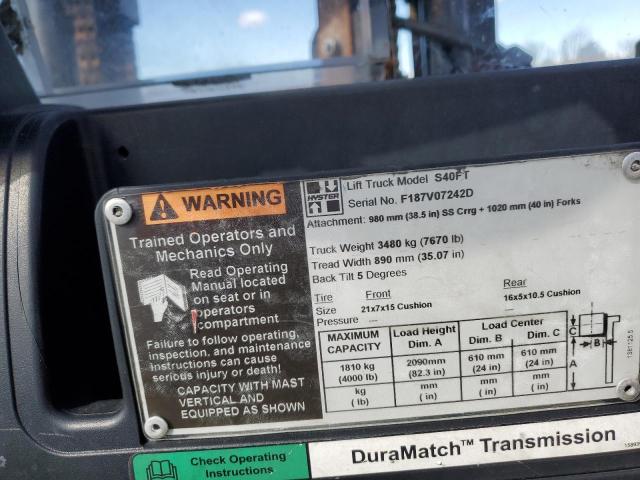 WARNING
Trained Operators and
Mechanics Only
Read Operating
Manual located
on seat or in
operators
compartment
Failure to follow operating,
inspection, and maintenance
instructions can cause
serious injury or death!
CAPACITY WITH MAST
VERTICAL AND
EQUIPPED AS SHOWN
HYSTER
Lift Truck Model S40FT
Serial No. F187V07242D
Attachment: 980 mm (38.5 in) SS Crrg + 1020 mm (40 in) Forks
Truck Weight 3480 kg (7670 lb)
Tread Width 890 mm (35.07 in)
Back Tilt 5 Degrees
Tire Front Rear
Size 21x7x15 Cushion 16x5x10.5 Cushion
Pressure --- ---
MAXIMUM CAPACITY Load Height Dim. A Load Center Dim. B Dim. C
1810 kg 2090mm 610 mm 610 mm
(4000 lb) (82.3 in) (24 in) (24 in)
kg mm mm mm
( lb) ( in) ( in) ( in)
C
B
A
1381125.5
Check Operating
Instructions
DuraMatch™ Transmission